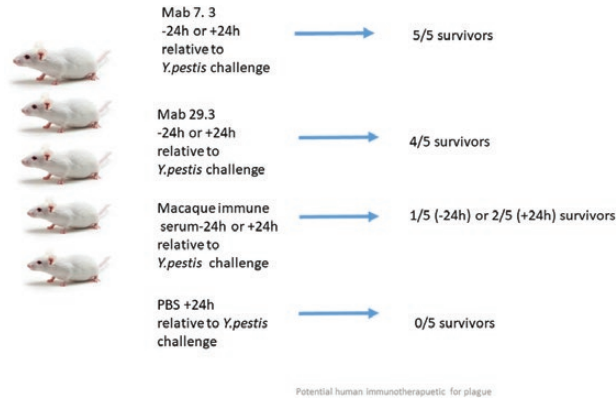 Mab 7. 3
-24h or +24h
relative to
Y.pestis challenge
5/5 survivors
Mab 29.3
-24h or +24h
relative to
Y.pestis challenge
4/5 survivors
Macaque immune
serum-24h or +24h
relative to
Y.pestis challenge
1/5 (-24h) or 2/5 (+24h) survivors
PBS +24h
relative to Y.pestis
challenge
0/5 survivors
Potential human immunotherapuetic for plague